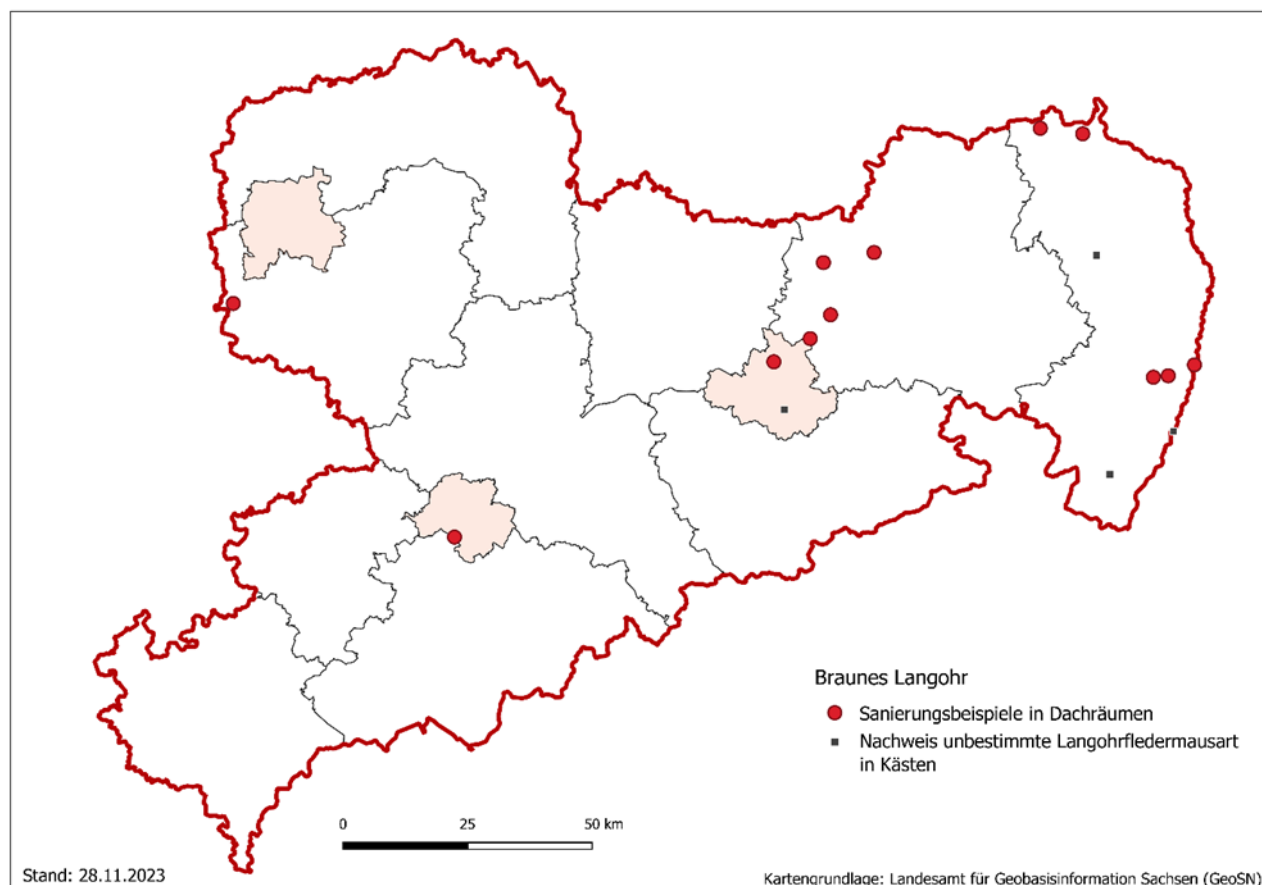 Braunes Langohr
Sanierungsbeispiele in Dachräumen
Nachweis unbestimmte Langohrfledermausart
in Kästen
0 25 50 km
Stand: 28.11.2023
Kartengrundlage: Landesamt für Geobasisinformation Sachsen (GeoSN)